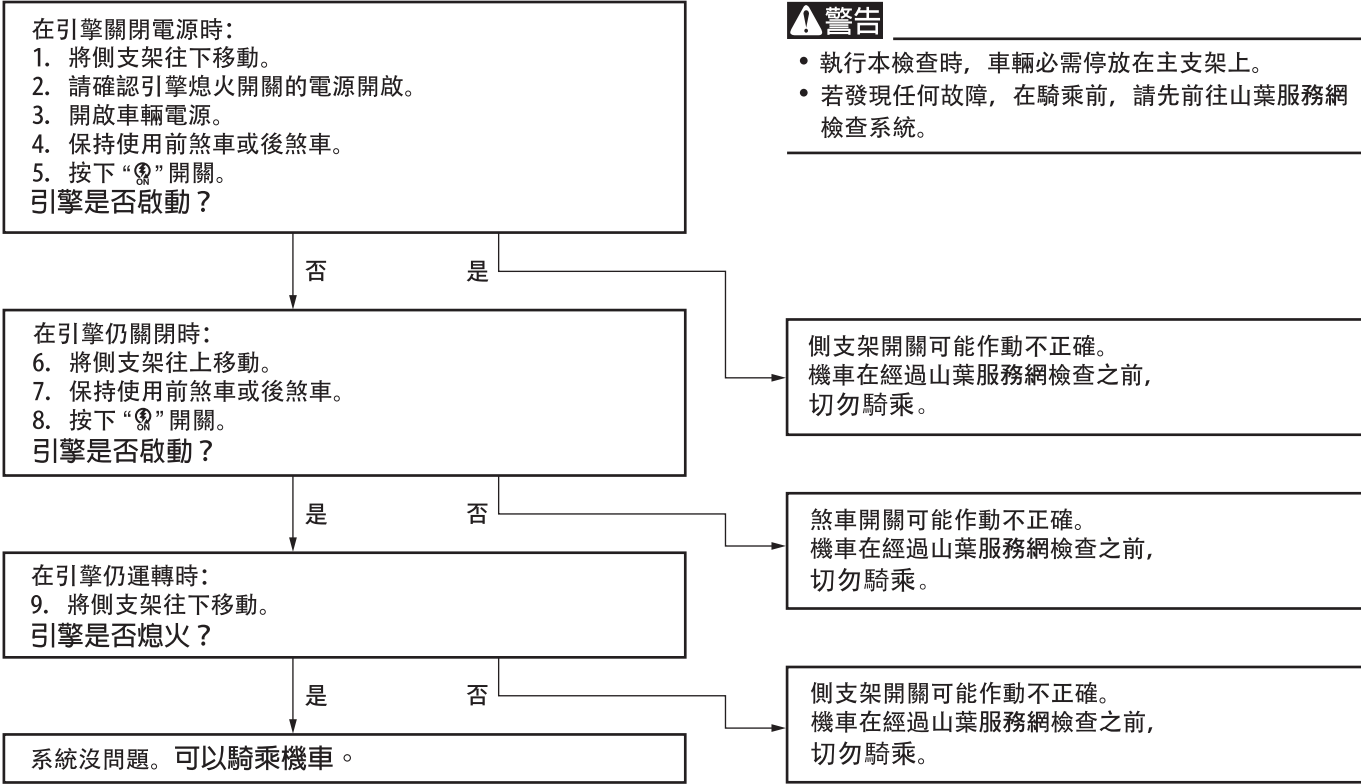 在引擎關閉電源時：
1. 將側支架往下移動。
2. 請確認引擎熄火開關的電源開啟。
3. 開啟車輛電源。
4. 保持使用前煞車或後煞車。
5. 按下 “ON” 開關。
引擎是否啟動？
警告
• 執行本檢查時，車輛必需停放在主支架上。
• 若發現任何故障，在騎乘前，請先前往山葉服務網
檢查系統。
否
是
在引擎仍關閉時：
6. 將側支架往上移動。
7. 保持使用前煞車或後煞車。
8. 按下 “ON” 開關。
引擎是否啟動？
側支架開關可能作動不正確。
機車在經過山葉服務網檢查之前，
切勿騎乘。
是
否
煞車開關可能作動不正確。
機車在經過山葉服務網檢查之前，
切勿騎乘。
在引擎仍運轉時：
9. 將側支架往下移動。
引擎是否熄火？
是
否
側支架開關可能作動不正確。
機車在經過山葉服務網檢查之前，
切勿騎乘。
系統沒問題。可以騎乘機車。